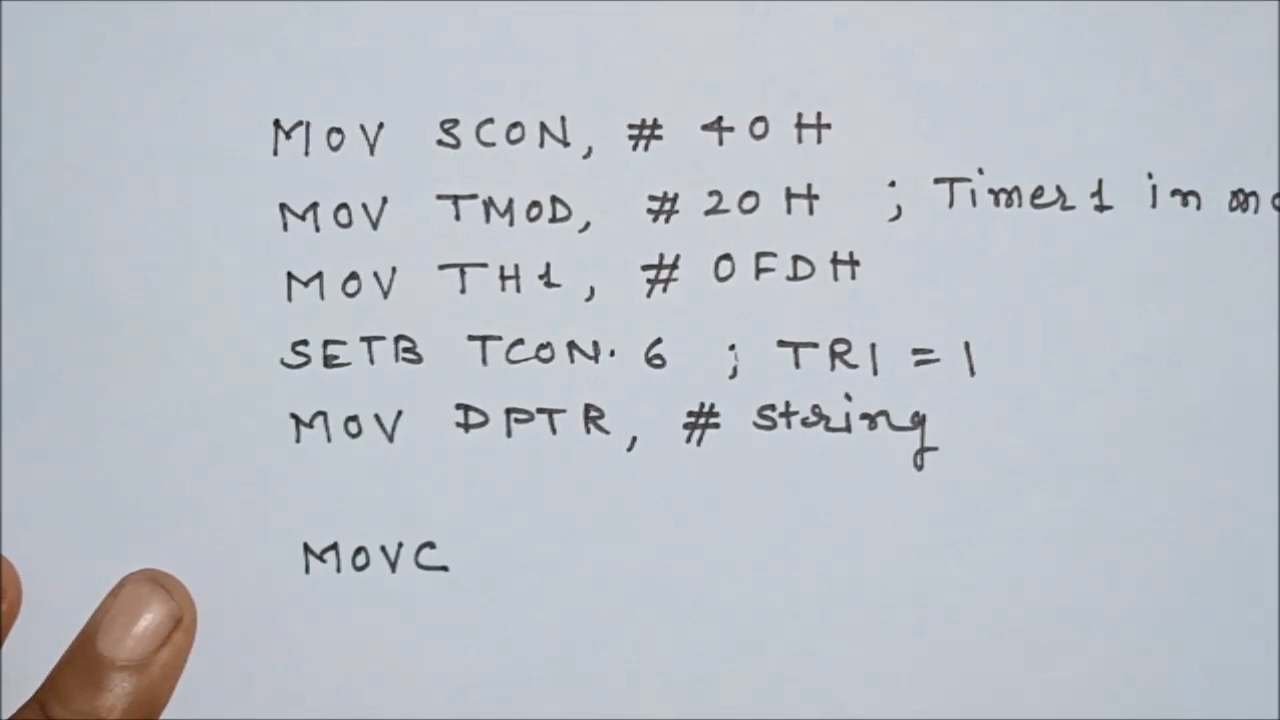 MOV SCON, # 40H
MOV TMOD, # 20H ; Timer1 in
MOV TH1, # 0FDH
SETB TCON.6 ; TR1 = 1
MOV DPTR, # string
MOVC